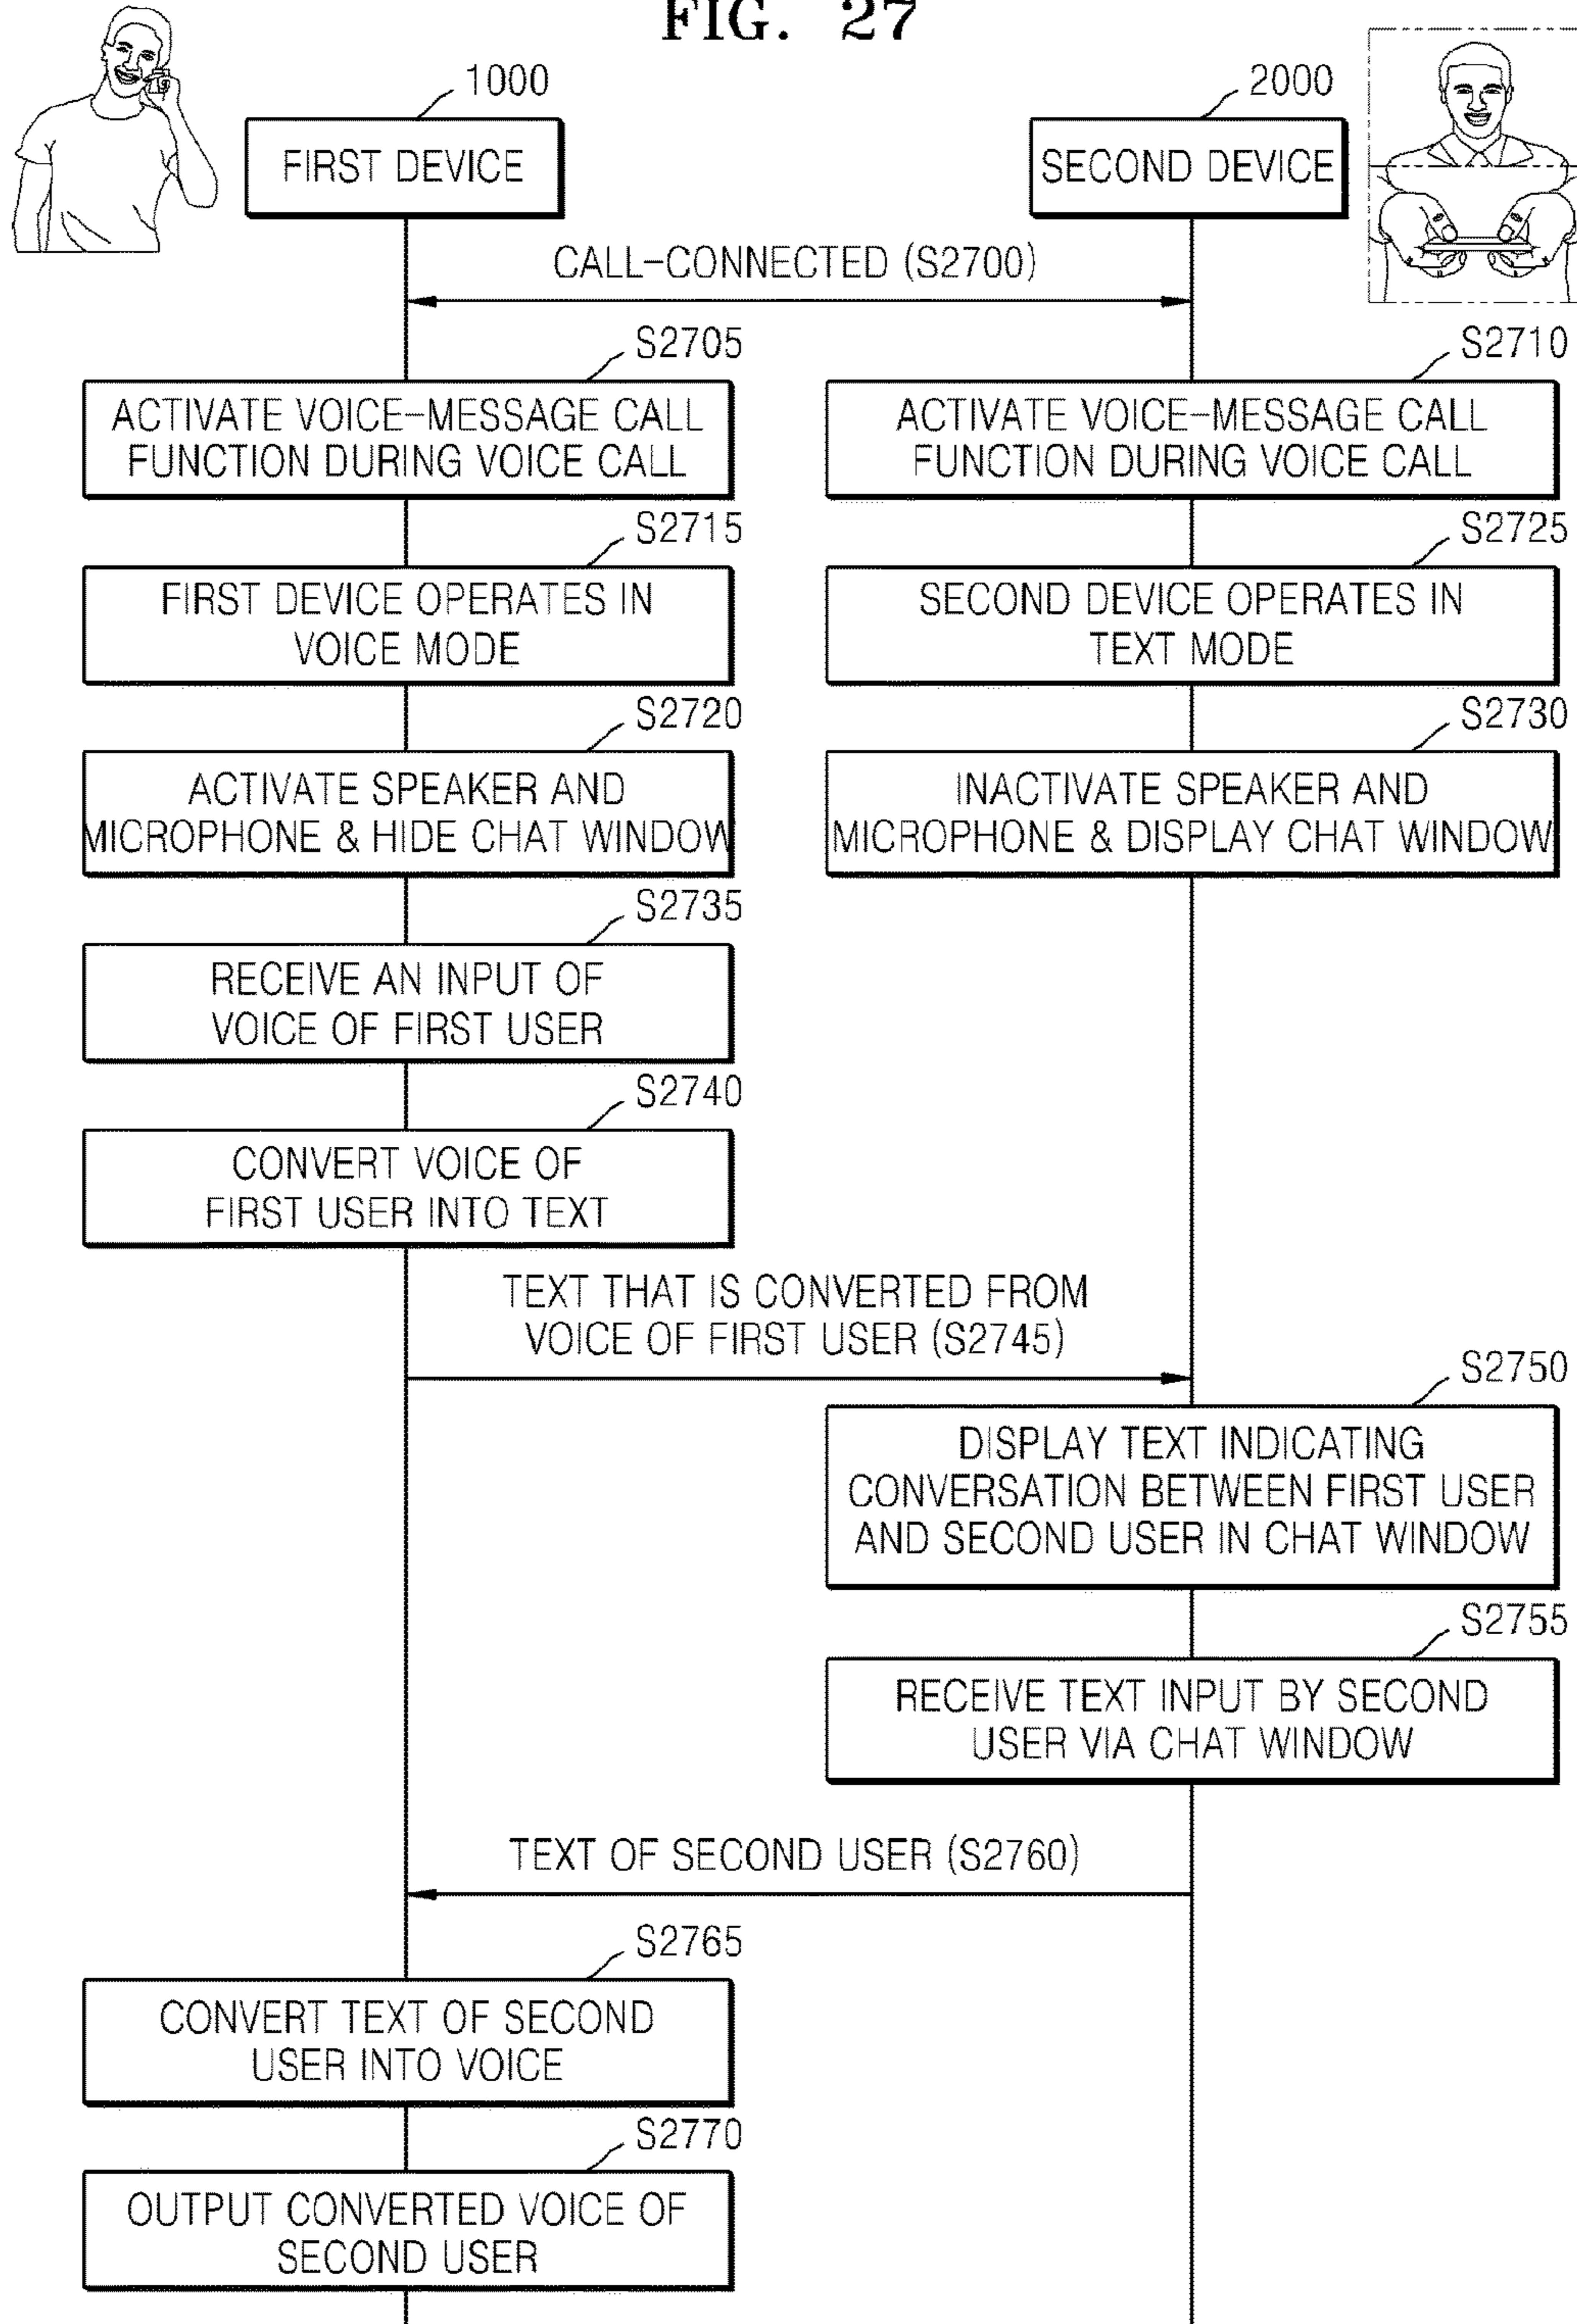 FIG. 27
1000
2000
FIRST DEVICE
SECOND DEVICE
CALL-CONNECTED (S2700)
S2705
S2710
ACTIVATE VOICE-MESSAGE CALL
FUNCTION DURING VOICE CALL
ACTIVATE VOICE-MESSAGE CALL
FUNCTION DURING VOICE CALL
S2715
S2725
FIRST DEVICE OPERATES IN
VOICE MODE
SECOND DEVICE OPERATES IN
TEXT MODE
S2720
S2730
ACTIVATE SPEAKER AND
MICROPHONE & HIDE CHAT WINDOW
INACTIVATE SPEAKER AND
MICROPHONE & DISPLAY CHAT WINDOW
S2735
RECEIVE AN INPUT OF
VOICE OF FIRST USER
S2740
CONVERT VOICE OF
FIRST USER INTO TEXT
TEXT THAT IS CONVERTED FROM
VOICE OF FIRST USER (S2745)
S2750
DISPLAY TEXT INDICATING
CONVERSATION BETWEEN FIRST USER
AND SECOND USER IN CHAT WINDOW
S2755
RECEIVE TEXT INPUT BY SECOND
USER VIA CHAT WINDOW
TEXT OF SECOND USER (S2760)
S2765
CONVERT TEXT OF SECOND
USER INTO VOICE
S2770
OUTPUT CONVERTED VOICE OF
SECOND USER